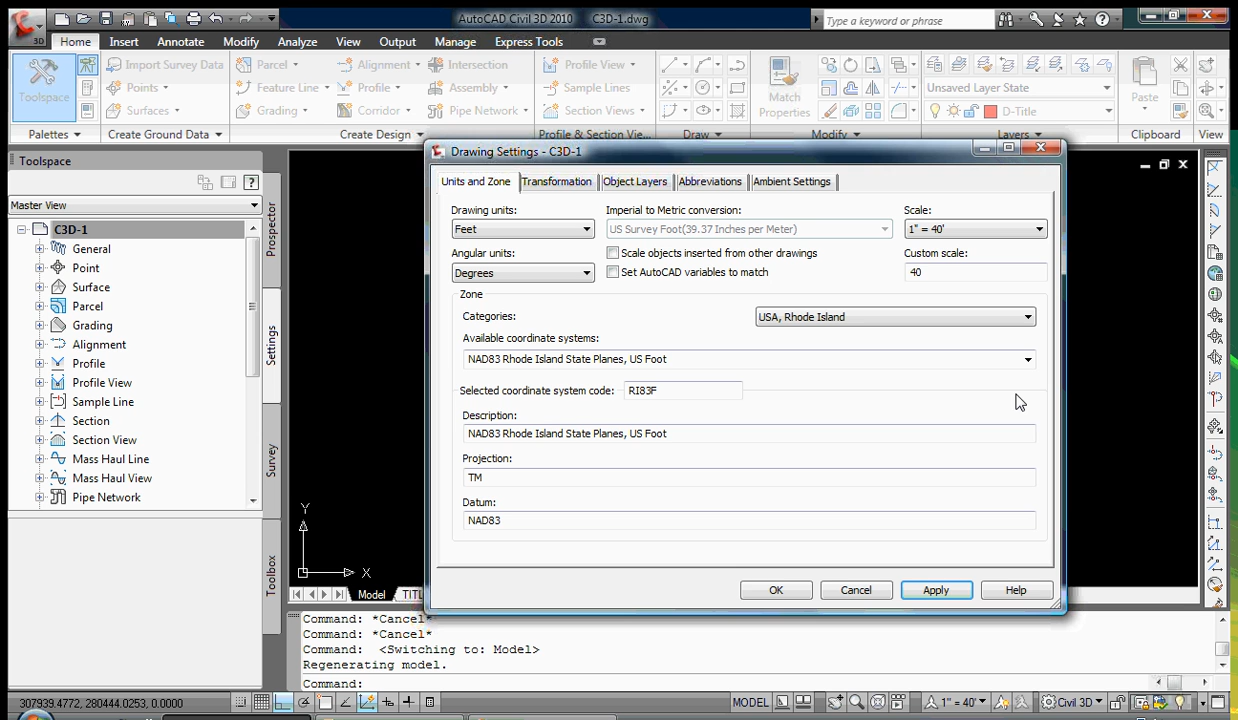 AutoCAD Civil 3D 2010 C3D-1.dwg
Type a keyword or phrase
3D
Home Insert Annotate Modify Analyze View Output Manage Express Tools
Toolspace
Import Survey Data
Points
Surfaces
Parcel
Feature Line
Grading
Alignment
Profile
Corridor
Intersection
Assembly
Pipe Network
Profile View
Sample Lines
Section Views
Match
Properties
Unsaved Layer State
D-Title
Paste
Palettes Create Ground Data Create Design Profile & Section Vie... Draw Modify Layers Clipboard View
Toolspace
Master View
C3D-1
General
Point
Surface
Parcel
Grading
Alignment
Profile
Profile View
Sample Line
Section
Section View
Mass Haul Line
Mass Haul View
Pipe Network
Prospector
Settings
Survey
Toolbox
Drawing Settings - C3D-1
Units and Zone Transformation Object Layers Abbreviations Ambient Settings
Drawing units: Imperial to Metric conversion: Scale:
Feet US Survey Foot(39.37 Inches per Meter) 1" = 40'
Angular units: Scale objects inserted from other drawings Custom scale:
Degrees Set AutoCAD variables to match 40
Zone
Categories: USA, Rhode Island
Available coordinate systems:
NAD83 Rhode Island State Planes, US Foot
Selected coordinate system code: RI83F
Description:
NAD83 Rhode Island State Planes, US Foot
Projection:
TM
Datum:
NAD83
OK Cancel Apply Help
Y
X
Model TITL
Command: *Cancel*
Command: *Cancel*
Command: <Switching to: Model>
Regenerating model.
Command:
307939.4772, 280444.0253, 0.0000 MODEL 1" = 40' Civil 3D